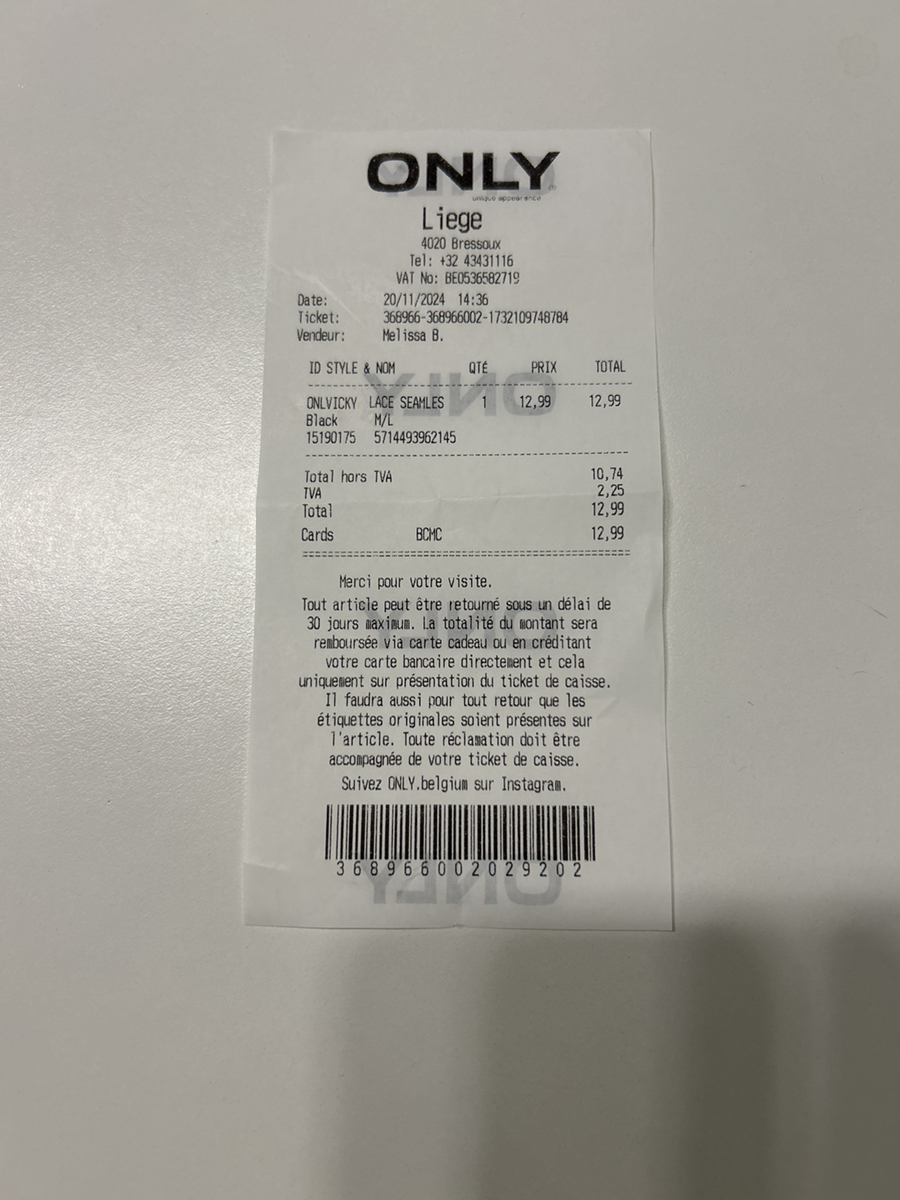 ONLY
unique appearance
Liege
4020 Bressoux
Tel: +32 43431116
VAT No: BE0536582719
Date: 20/11/2024 14:36
Ticket: 368966-368966002-1732109748784
Vendeur: Melissa B.
ID STYLE & NOM QTÉ PRIX TOTAL
ONLVICKY LACE SEAMLES 1 12,99 12,99
Black M/L
15190175 5714493962145
Total hors TVA 10,74
TVA 2,25
Total 12,99
Cards BCMC 12,99
Merci pour votre visite.
Tout article peut être retourné sous un délai de
30 jours maximum. La totalité du montant sera
remboursée via carte cadeau ou en créditant
votre carte bancaire directement et cela
uniquement sur présentation du ticket de caisse.
Il faudra aussi pour tout retour que les
étiquettes originales soient présentes sur
l'article. Toute réclamation doit être
accompagnée de votre ticket de caisse.
Suivez ONLY.belgium sur Instagram.
368966002029202